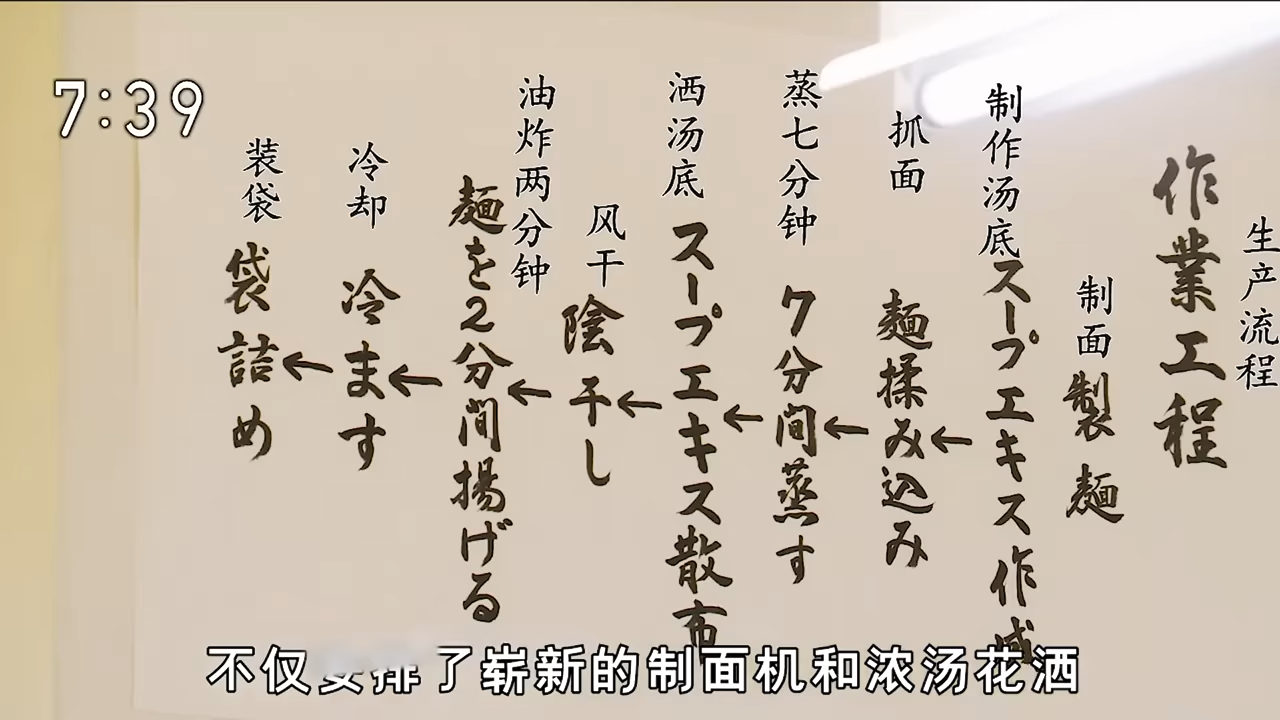 7:39
生产流程
作業工程
制面
製麺
制作汤底
スープエキス作成
抓面
麺揉み込み
蒸七分钟
7分间蒸す
洒汤底
スープエキス散布
风干
陰干し
油炸两分钟
麺を2分間揚げる
冷却
冷ます
装袋
袋詰め
不仅安排了崭新的制面机和浓汤花洒